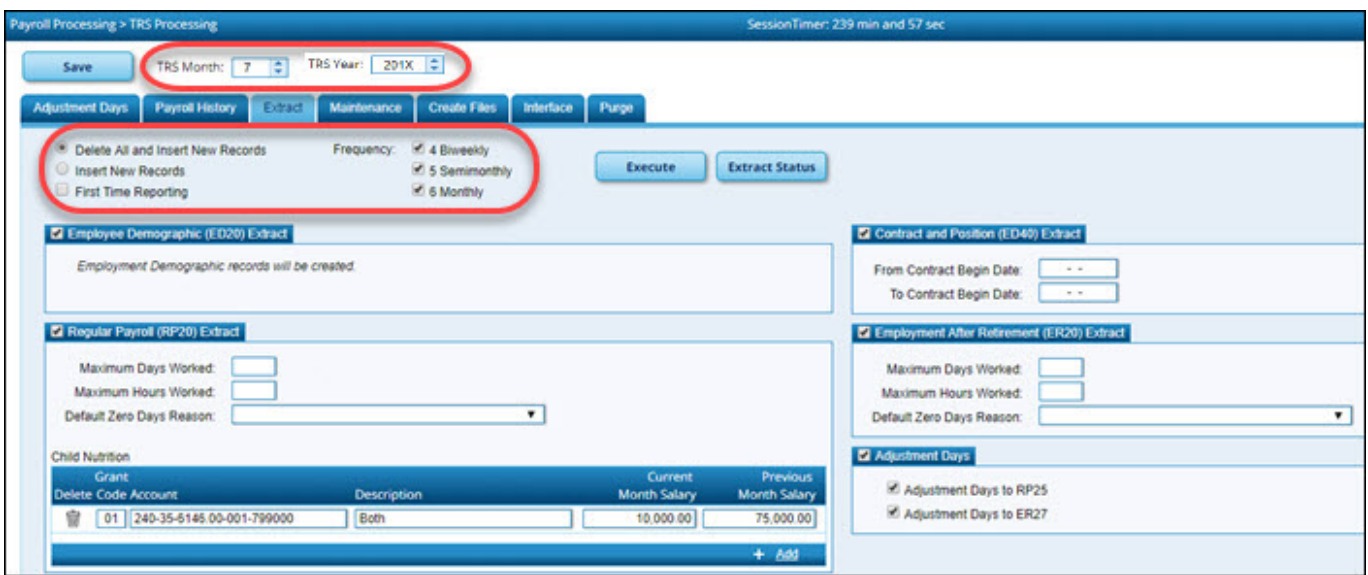 Payroll Processing > TRS Processing
SessionTimer: 239 min and 57 sec
Save
TRS Month: 7
TRS Year: 201X
Adjustment Days
Payroll History
Extract
Maintenance
Create Files
Interface
Purge
Delete All and Insert New Records
Insert New Records
First Time Reporting
Frequency:
4 Biweekly
5 Semimonthly
6 Monthly
Execute
Extract Status
Employee Demographic (ED20) Extract
Employment Demographic records will be created.
Contract and Position (ED40) Extract
From Contract Begin Date: - -
To Contract Begin Date: - -
Regular Payroll (RP20) Extract
Maximum Days Worked:
Maximum Hours Worked:
Default Zero Days Reason:
Employment After Retirement (ER20) Extract
Maximum Days Worked:
Maximum Hours Worked:
Default Zero Days Reason:
Child Nutrition
Delete
Grant Code
Account
Description
Current Month Salary
Previous Month Salary
01 240-35-6146.00-001-799000 Both 10,000.00 75,000.00
+ Add
Adjustment Days
Adjustment Days to RP25
Adjustment Days to ER27